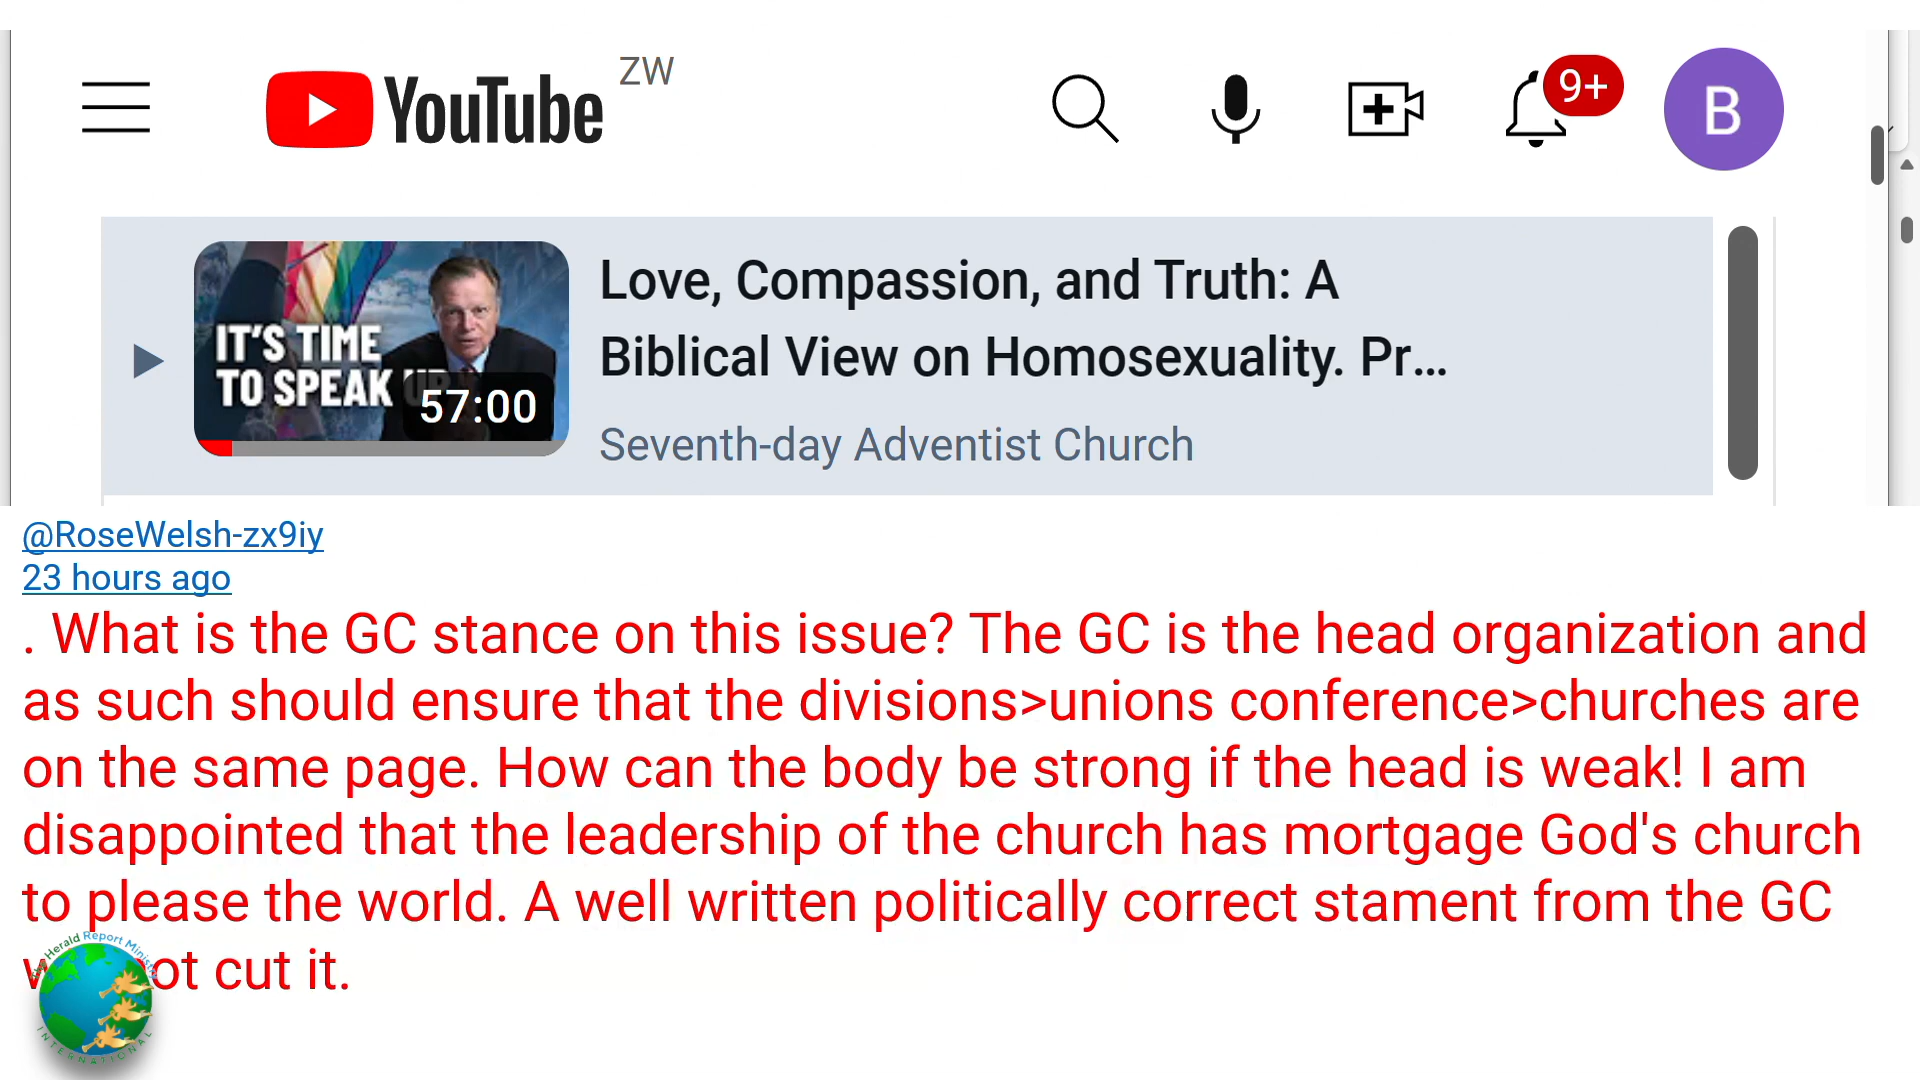 ZW
YouTube
9+
B
IT'S TIME
TO SPEAK
57:00
Love, Compassion, and Truth: A
Biblical View on Homosexuality. Pr...
Seventh-day Adventist Church
@RoseWelsh-zx9iy
23 hours ago
. What is the GC stance on this issue? The GC is the head organization and
as such should ensure that the divisions>unions conference>churches are
on the same page. How can the body be strong if the head is weak! I am
disappointed that the leadership of the church has mortgage God's church
to please the world. A well written politically correct stament from the GC
cut it.
Herald Report Ministry
INTERNATIONAL